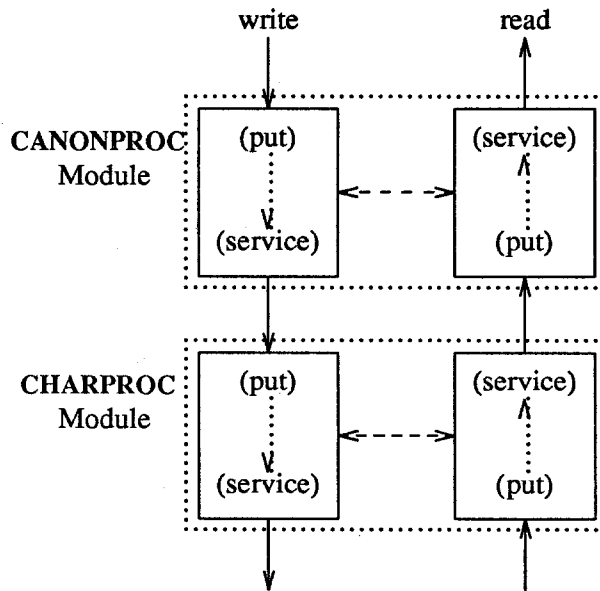 write read
CANONPROC
Module
(put) (service)
(service) (put)
CHARPROC
Module
(put) (service)
(service) (put)